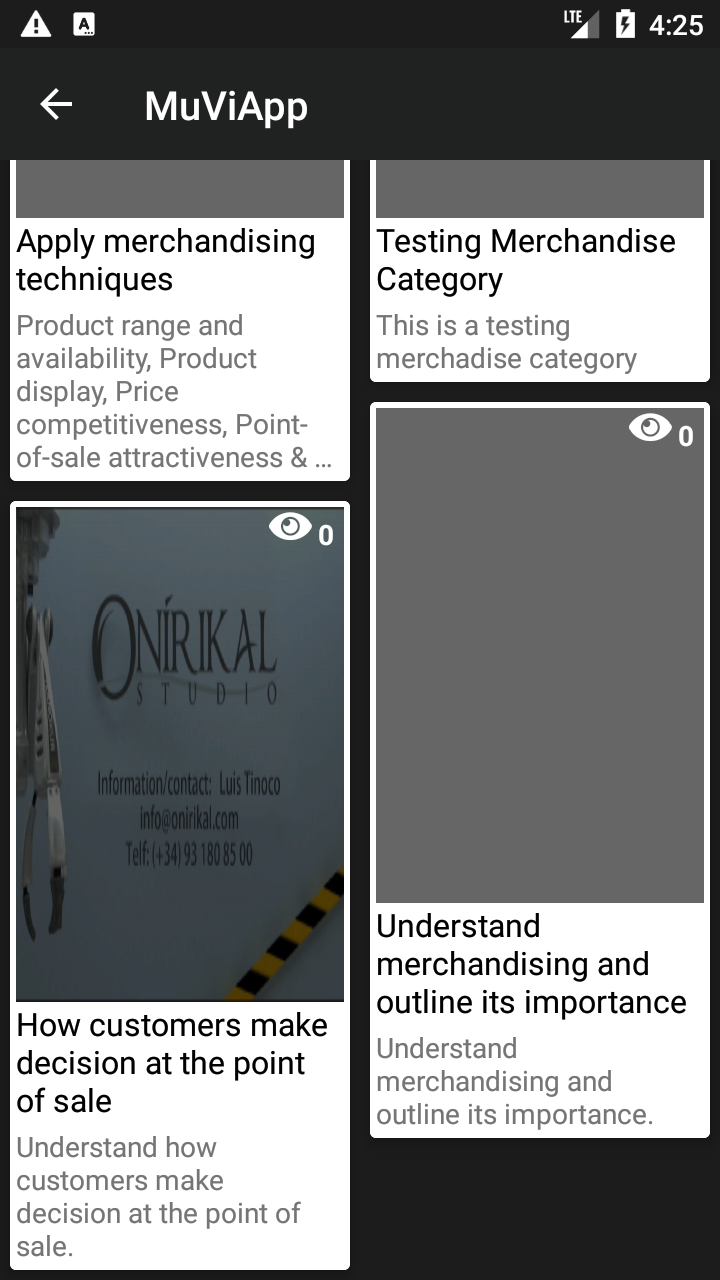 LTE 4:25
MuViApp
Apply merchandising
techniques
Product range and
availability, Product
display, Price
competitiveness, Point-
of-sale attractiveness & ...
Testing Merchandise
Category
This is a testing
merchadise category
0
ONÍRIKAL
STUDIO
Information/contact: Luis Tinoco
info@onirikal.com
Telf: (+34) 93 180 85 00
How customers make
decision at the point
of sale
Understand how
customers make
decision at the point of
sale.
0
Understand
merchandising and
outline its importance
Understand
merchandising and
outline its importance.